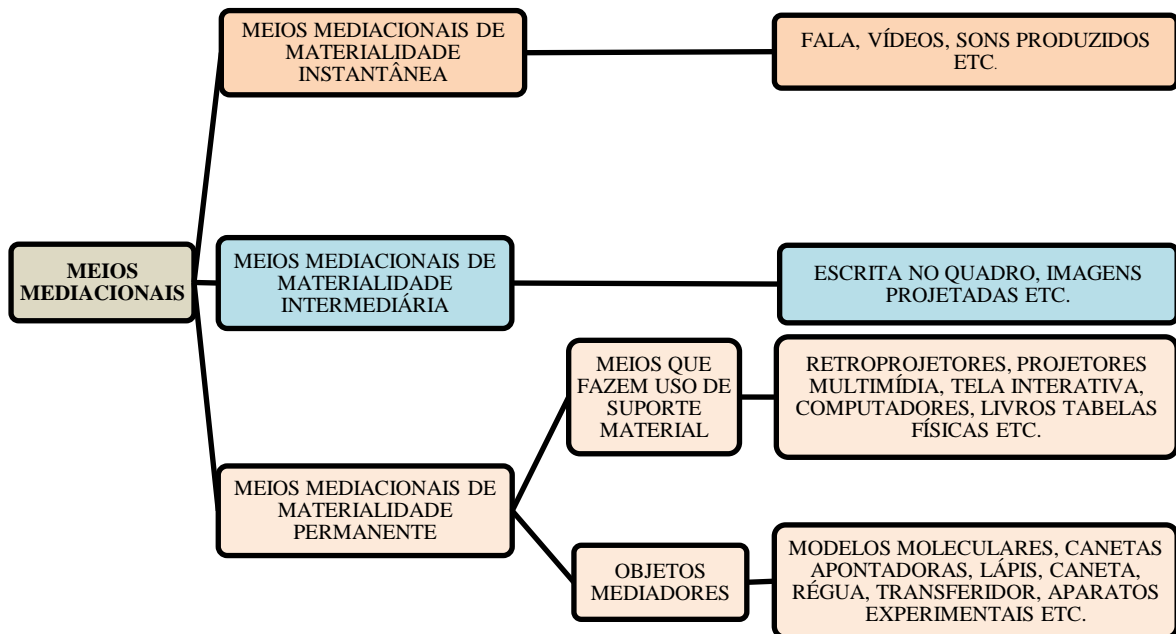 MEIOS MEDIACIONAIS DE
MATERIALIDADE
INSTANTÂNEA
FALA, VÍDEOS, SONS PRODUZIDOS
ETC.
MEIOS
MEDIACIONAIS
MEIOS MEDIACIONAIS DE
MATERIALIDADE
INTERMEDIÁRIA
ESCRITA NO QUADRO, IMAGENS
PROJETADAS ETC.
MEIOS MEDIACIONAIS DE
MATERIALIDADE
PERMANENTE
MEIOS QUE
FAZEM USO DE
SUPORTE
MATERIAL
RETROPROJETORES, PROJETORES
MULTIMÍDIA, TELA INTERATIVA,
COMPUTADORES, LIVROS TABELAS
FÍSICAS ETC.
OBJETOS
MEDIADORES
MODELOS MOLECULARES, CANETAS
APONTADORAS, LÁPIS, CANETA,
RÉGUA, TRANSFERIDOR, APARATOS
EXPERIMENTAIS ETC.